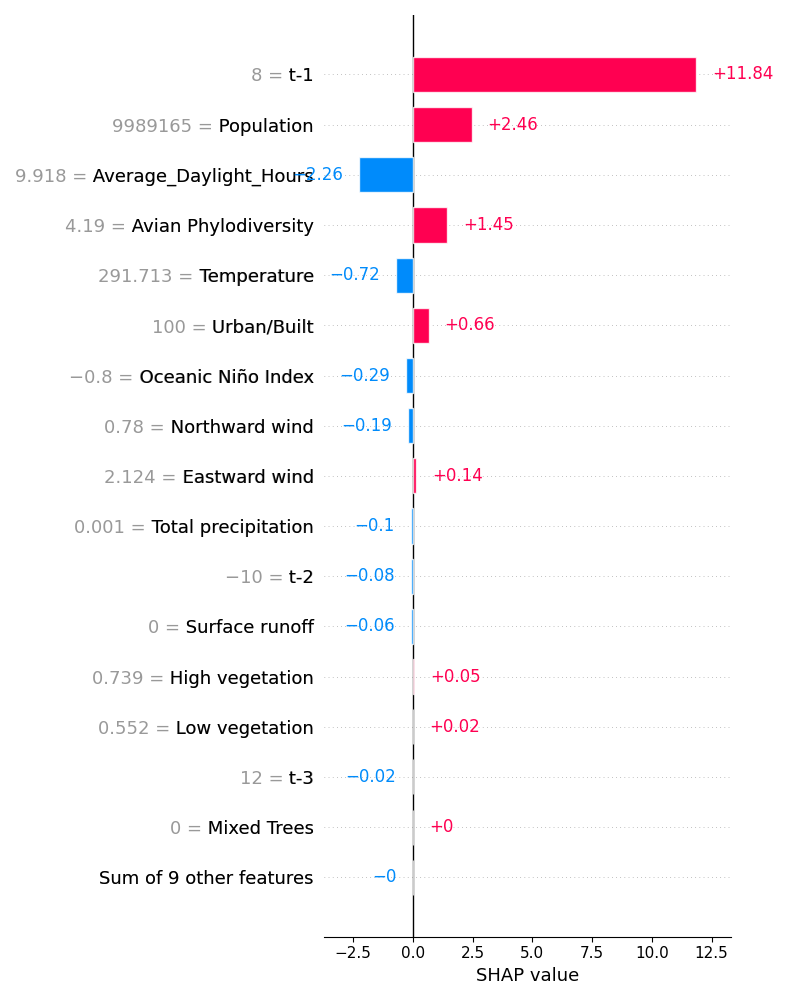 8 = t-1 +11.84
9989165 = Population +2.46
9.918 = Average_Daylight_Hours −2.26
4.19 = Avian Phylodiversity +1.45
291.713 = Temperature −0.72
100 = Urban/Built +0.66
−0.8 = Oceanic Niño Index −0.29
0.78 = Northward wind −0.19
2.124 = Eastward wind +0.14
0.001 = Total precipitation −0.1
−10 = t-2 −0.08
0 = Surface runoff −0.06
0.739 = High vegetation +0.05
0.552 = Low vegetation +0.02
12 = t-3 −0.02
0 = Mixed Trees +0
Sum of 9 other features −0
−2.5 0.0 2.5 5.0 7.5 10.0 12.5
SHAP value